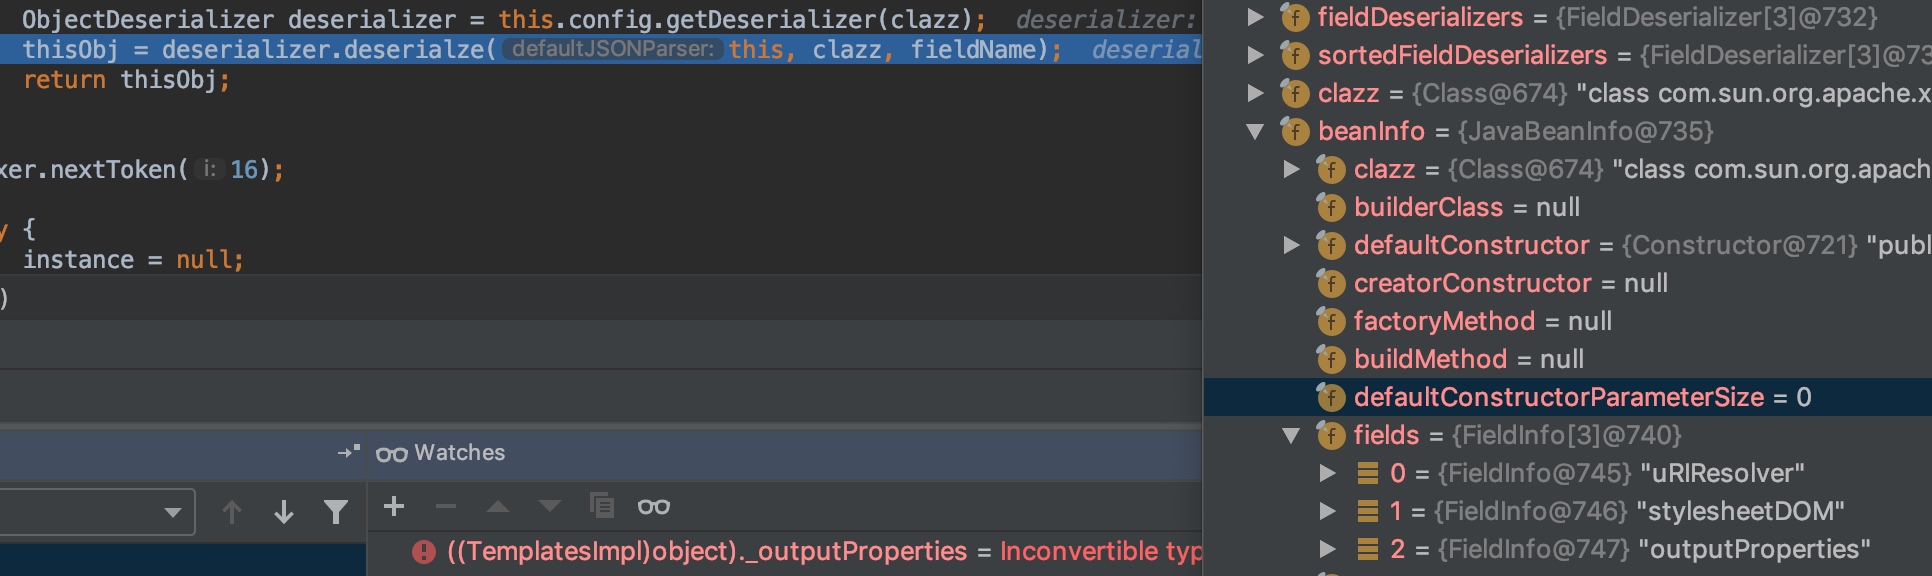 ObjectDeserializer deserializer = this.config.getDeserializer(clazz); deserializer:
thisObj = deserializer.deserialze( defaultJSONParser: this, clazz, fieldName); deserial
return thisObj;
xer.nextToken( i: 16);
y {
instance = null;
)
Watches
((TemplatesImpl)object)._outputProperties = Inconvertible typ
fieldDeserializers = {FieldDeserializer[3]@732}
sortedFieldDeserializers = {FieldDeserializer[3]@73
clazz = {Class@674} "class com.sun.org.apache.x
beanInfo = {JavaBeanInfo@735}
clazz = {Class@674} "class com.sun.org.apach
builderClass = null
defaultConstructor = {Constructor@721} "publ
creatorConstructor = null
factoryMethod = null
buildMethod = null
defaultConstructorParameterSize = 0
fields = {FieldInfo[3]@740}
0 = {FieldInfo@745} "uRIResolver"
1 = {FieldInfo@746} "stylesheetDOM"
2 = {FieldInfo@747} "outputProperties"